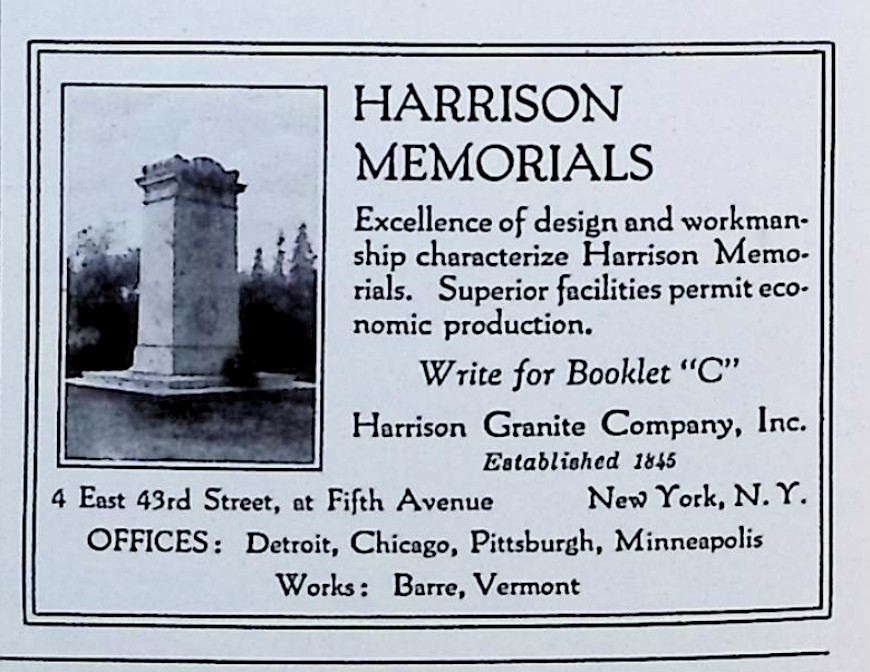 HARRISON
MEMORIALS
Excellence of design and workman-
ship characterize Harrison Memo-
rials. Superior facilities permit eco-
nomic production.
Write for Booklet “C”
Harrison Granite Company, Inc.
Established 1845
4 East 43rd Street, at Fifth Avenue New York, N. Y.
OFFICES: Detroit, Chicago, Pittsburgh, Minneapolis
Works: Barre, Vermont